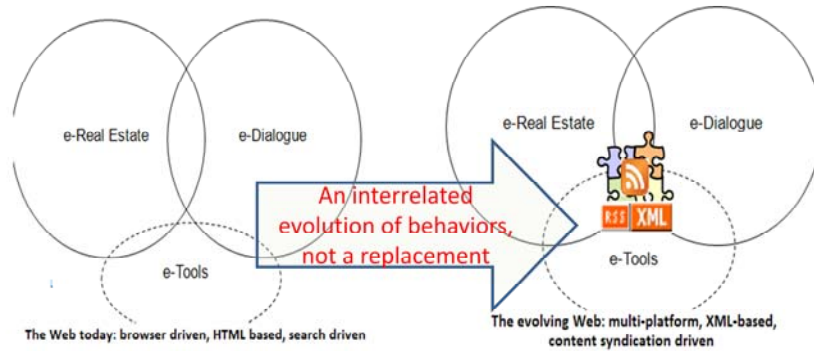 e-Real Estate
e-Dialogue
e-Tools
The Web today: browser driven, HTML based, search driven
An interrelated
evolution of behaviors,
not a replacement
e-Real Estate
e-Dialogue
RSS XML
e-Tools
The evolving Web: multi-platform, XML-based,
content syndication driven